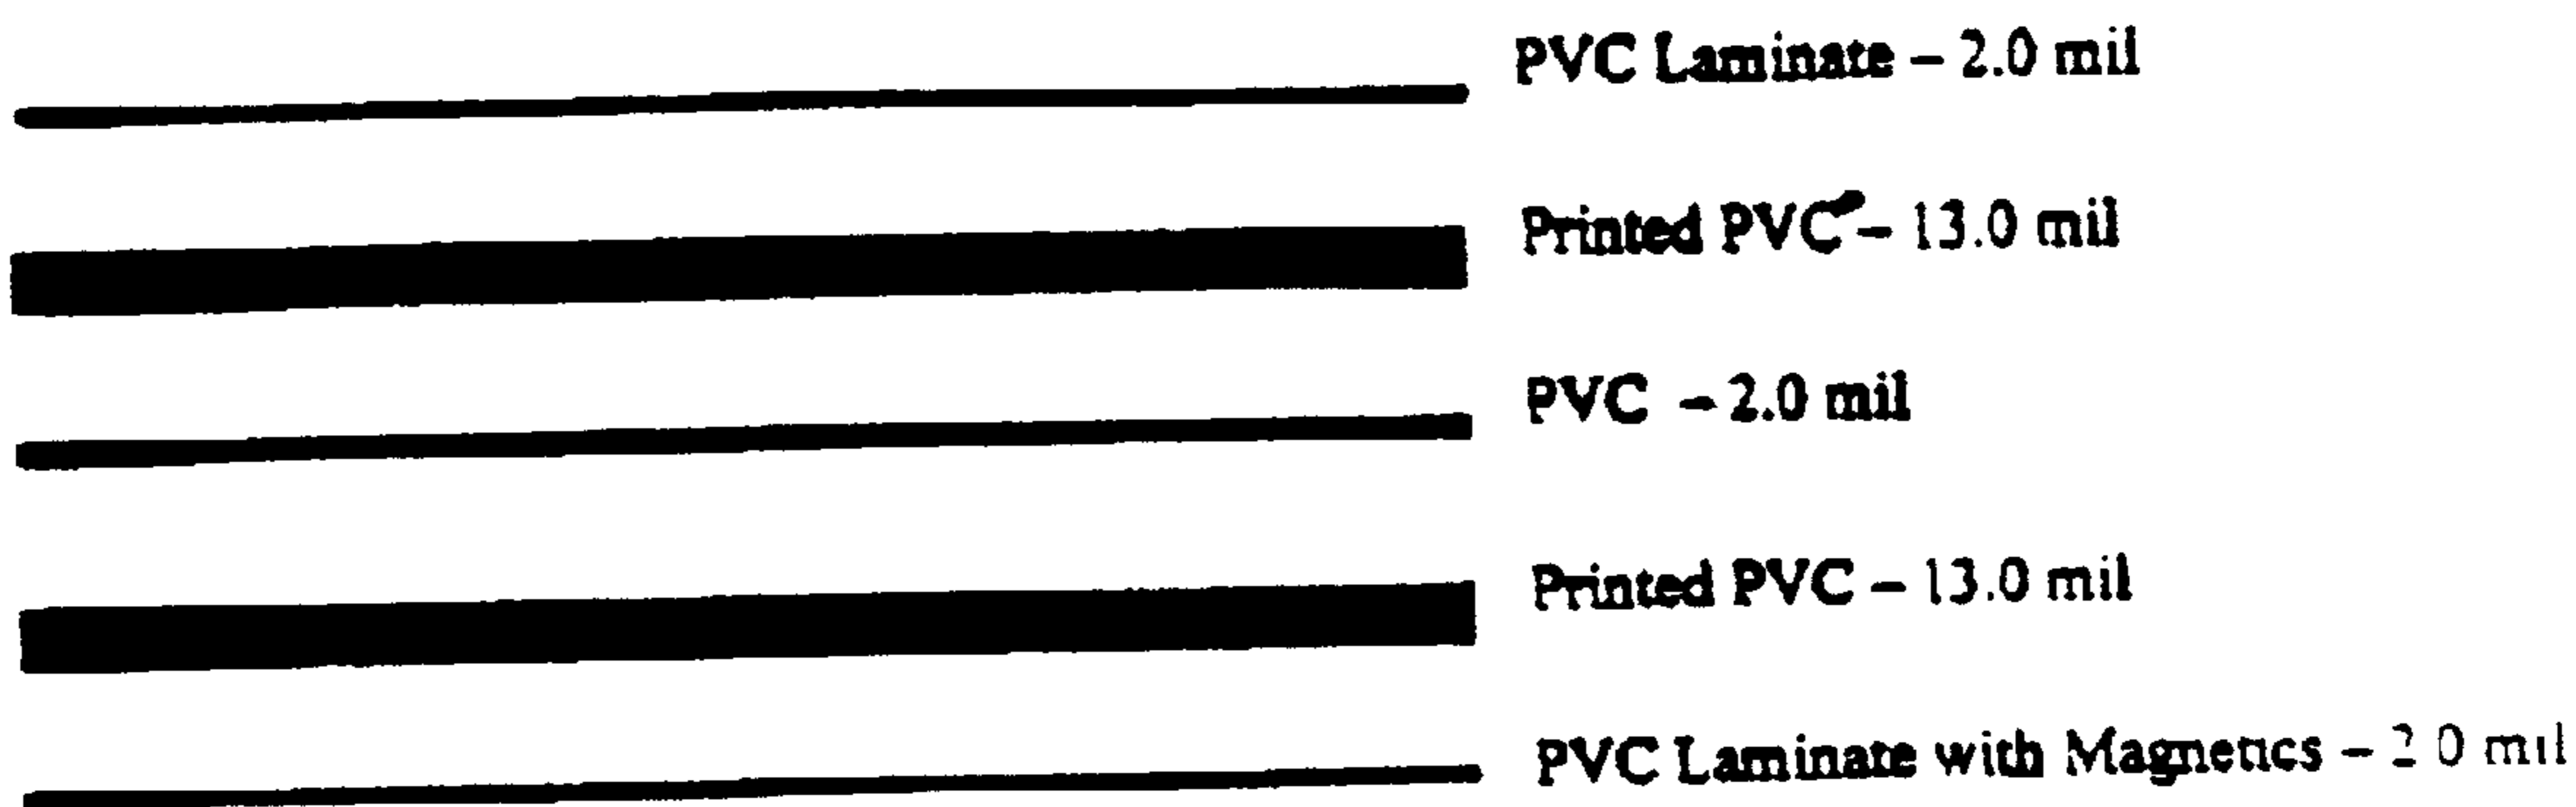 PVC Laminate – 2.0 mil
Printed PVC – 13.0 mil
PVC – 2.0 mil
Printed PVC – 13.0 mil
PVC Laminate with Magnetics – 2.0 mil